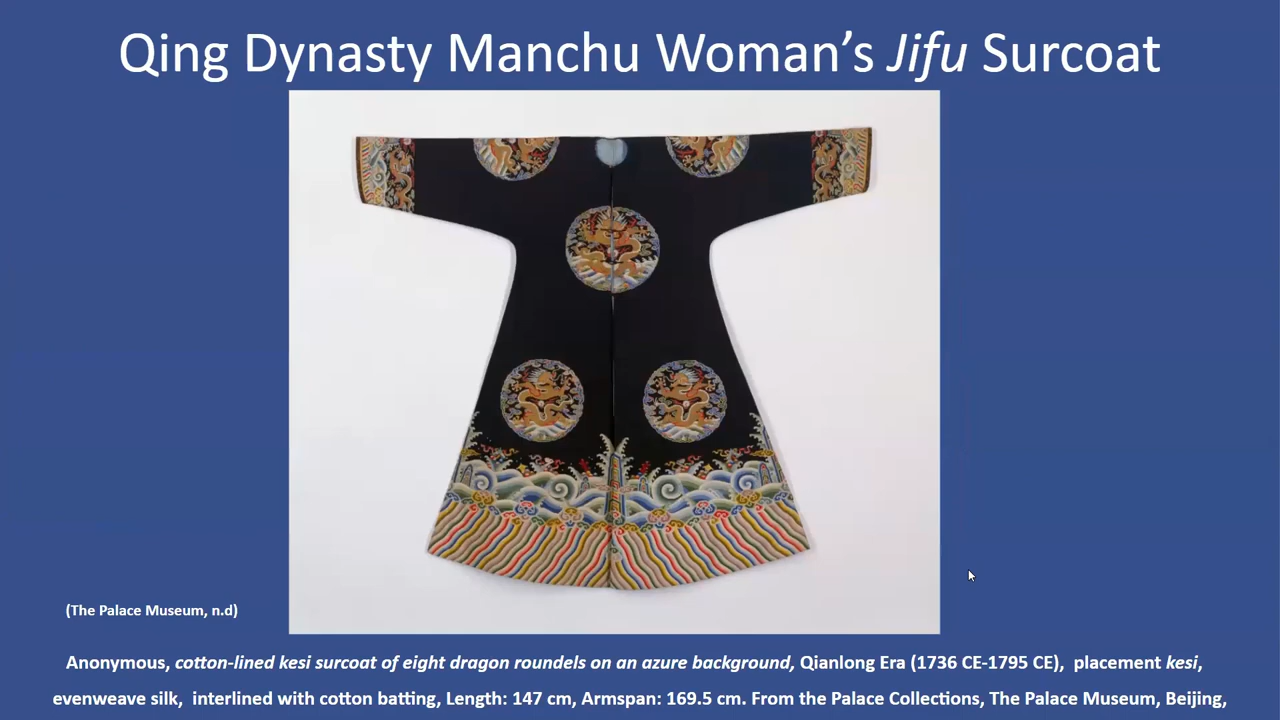 Qing Dynasty Manchu Woman’s Jifu Surcoat
(The Palace Museum, n.d)
Anonymous, cotton-lined kesi surcoat of eight dragon roundels on an azure background, Qianlong Era (1736 CE-1795 CE),  placement kesi,
evenweave silk,  interlined with cotton batting, Length: 147 cm, Armspan: 169.5 cm. From the Palace Collections, The Palace Museum, Beijing,